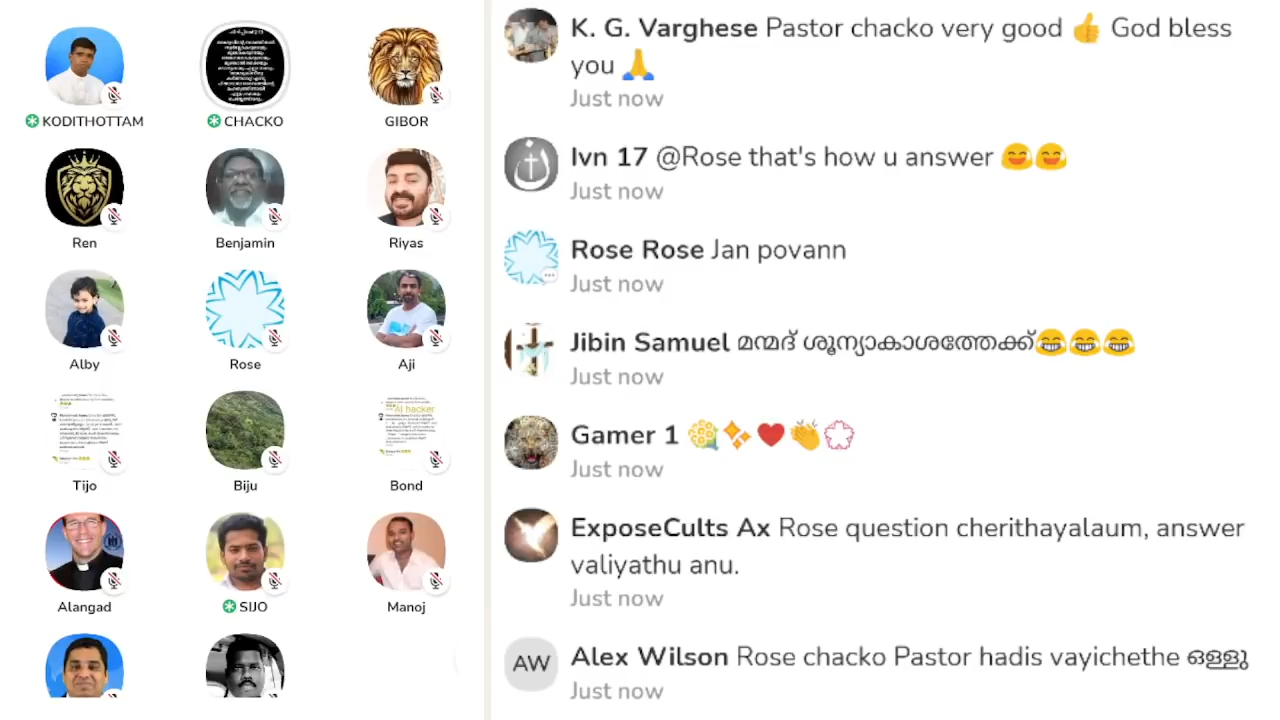 KODITHOTTAM
CHACKO
GIBOR
Ren
Benjamin
Riyas
Alby
Rose
Aji
AI hacker
Tijo
Biju
Bond
Alangad
SIJO
Manoj
K. G. Varghese Pastor chacko very good 👍 God bless
you 🙏
Just now
Ivn 17 @Rose that's how u answer 😄😄
Just now
Rose Rose Jan povann
Just now
Jibin Samuel മന്മദ് ശൂന്യാകാശത്തേക്ക്😂😂😂
Just now
Gamer 1 💐✨❤️👏💮
Just now
ExposeCults Ax Rose question cherithayalaum, answer
valiyathu anu.
Just now
AW
Alex Wilson Rose chacko Pastor hadis vayichethe ഒള്ളു
Just now